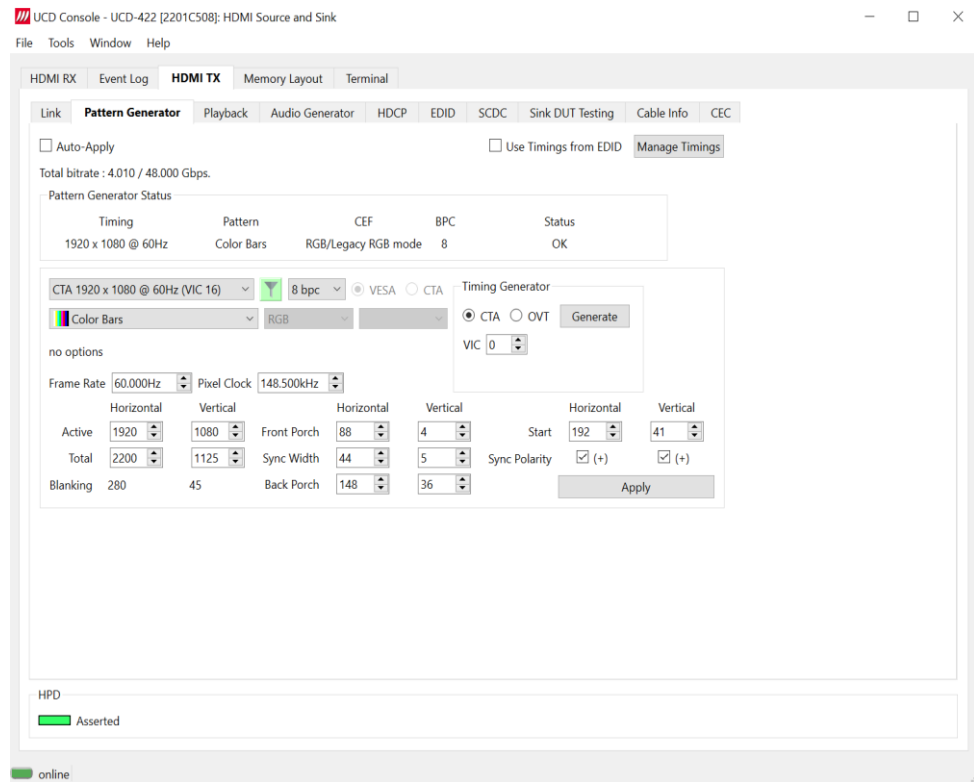 UCD Console - UCD-422 [2201C508]: HDMI Source and Sink
File Tools Window Help
HDMI RX Event Log HDMI TX Memory Layout Terminal
Link Pattern Generator Playback Audio Generator HDCP EDID SCDC Sink DUT Testing Cable Info CEC
Auto-Apply Use Timings from EDID Manage Timings
Total bitrate : 4.010 / 48.000 Gbps.
Pattern Generator Status
Timing Pattern CEF BPC Status
1920 x 1080 @ 60Hz Color Bars RGB/Legacy RGB mode 8 OK
CTA 1920 x 1080 @ 60Hz (VIC 16) 8 bpc VESA CTA Timing Generator
Color Bars RGB CTA OVT Generate
no options VIC 0
Frame Rate 60.000Hz Pixel Clock 148.500kHz
Horizontal Vertical Horizontal Vertical Horizontal Vertical
Active 1920 1080 Front Porch 88 4 Start 192 41
Total 2200 1125 Sync Width 44 5 Sync Polarity (+) (+)
Blanking 280 45 Back Porch 148 36 Apply
HPD
Asserted
online